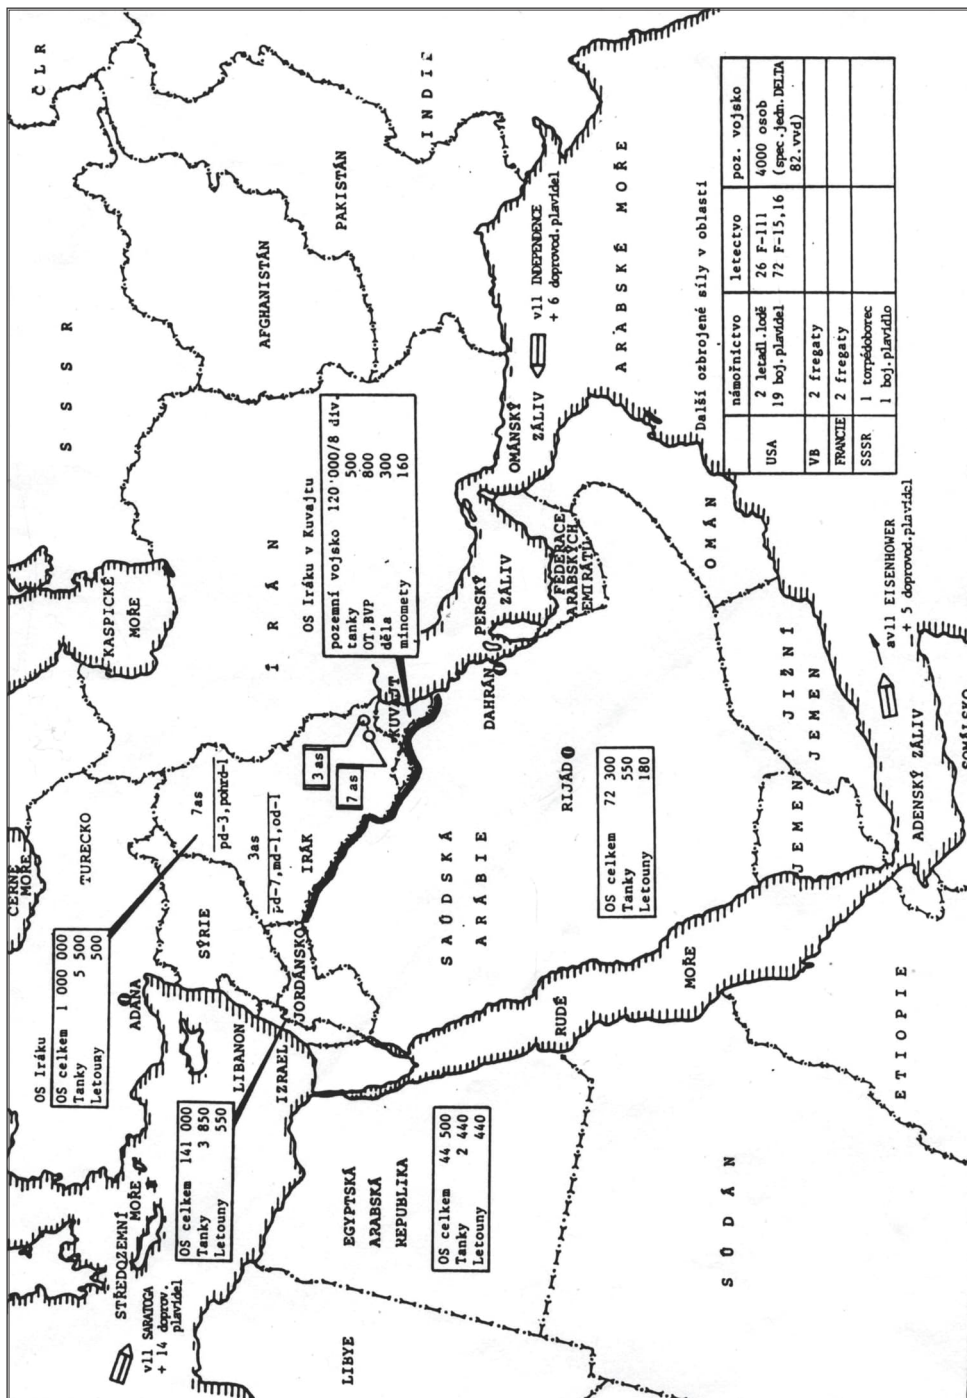 ČLR
S S S R
INDIE
PAKISTÁN
AFGHANISTÁN
ČERNÉ
MOŘE
KASPICKÉ
MOŘE
TURECKO
Í R Á N
OS Iráku v Kuvajtu
pozemní vojsko 120 000/8 div.
tanky 500
OT,BVP 800
děla 300
minomety 160
OS Iráku
OS celkem 1 000 000
Tanky 5 500
Letouny 500
ADANA
SÝRIE
7as
pd-3,pohrd-1
3as
pd-7,md-1,od-1
IRÁK
3 as
7 as
KUVAJT
STŘEDOZEMNÍ
MOŘE
vll SARATOGA
+ 14 doprov.
plavidel
LIBANON
IZRAEL
JORDÁNSKO
OS celkem 141 000
Tanky 3 850
Letouny 550
PERSKÝ
ZÁLIV
DAHRÁN
OMÁNSKÝ
ZÁLIV
vll INDEPENDENCE
+ 6 doprovod.plavidel
ARABSKÉ MOŘE
FEDERACE
ARABSKÝCH
EMIRÁTŮ
SAÚDSKÁ
ARÁBIE
RIJÁD
OS celkem 72 300
Tanky 550
Letouny 180
EGYPTSKÁ
ARABSKÁ
REPUBLIKA
OS celkem 44 500
Tanky 2 440
Letouny 440
LIBYE
RUDÉ
MOŘE
OMÁN
JIŽNÍ
JEMEN
JEMEN
SÚDÁN
ETIOPIE
ADENSKÝ ZÁLIV
SOMÁLSKO
avll EISENHOWER
+ 5 doprovod.plavidel
Další ozbrojené síly v oblasti
námořnictvo letectvo poz. vojsko
USA 2 letadl.lodě 26 F-111 4000 osob
19 boj.plavidel 72 F-15,16 (spec.jedn.DELTA
82.vvd)
VB 2 fregaty
FRANCIE 2 fregaty
SSSR 1 torpédoborec
1 boj.plavidlo